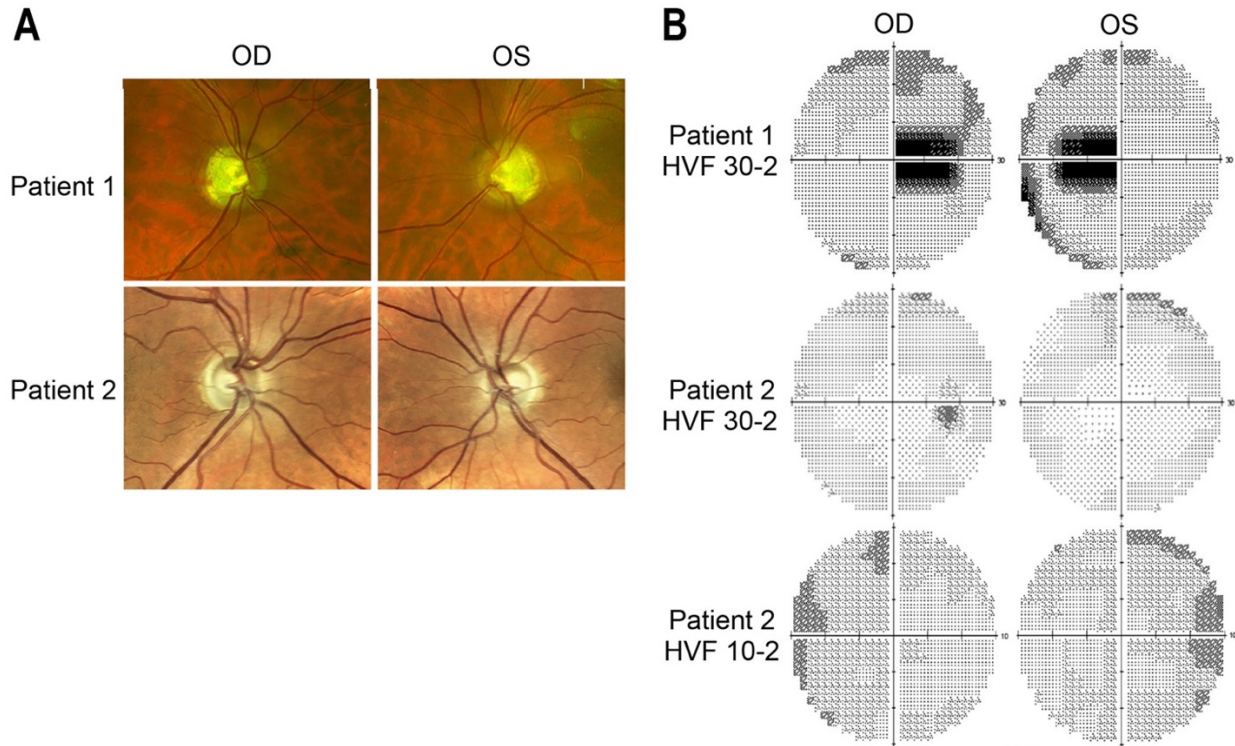 A
OD OS
Patient 1
Patient 2
B
OD OS
Patient 1
HVF 30-2
30 30
Patient 2
HVF 30-2
30 30
Patient 2
HVF 10-2
10 10